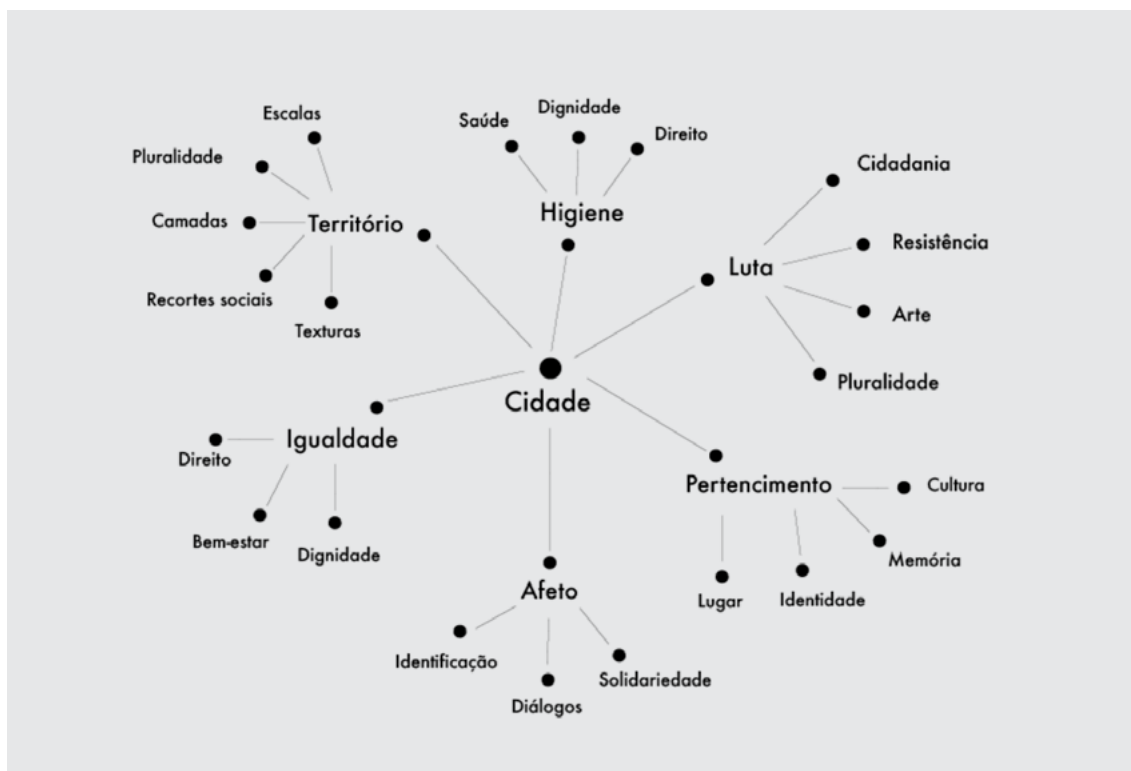 Escalas
Pluralidade
Camadas
Recortes sociais
Texturas
Território
Saúde
Dignidade
Direito
Higiene
Cidadania
Resistência
Arte
Pluralidade
Luta
Cidade
Igualdade
Direito
Bem-estar
Dignidade
Pertencimento
Cultura
Memória
Identidade
Lugar
Afeto
Identificação
Diálogos
Solidariedade